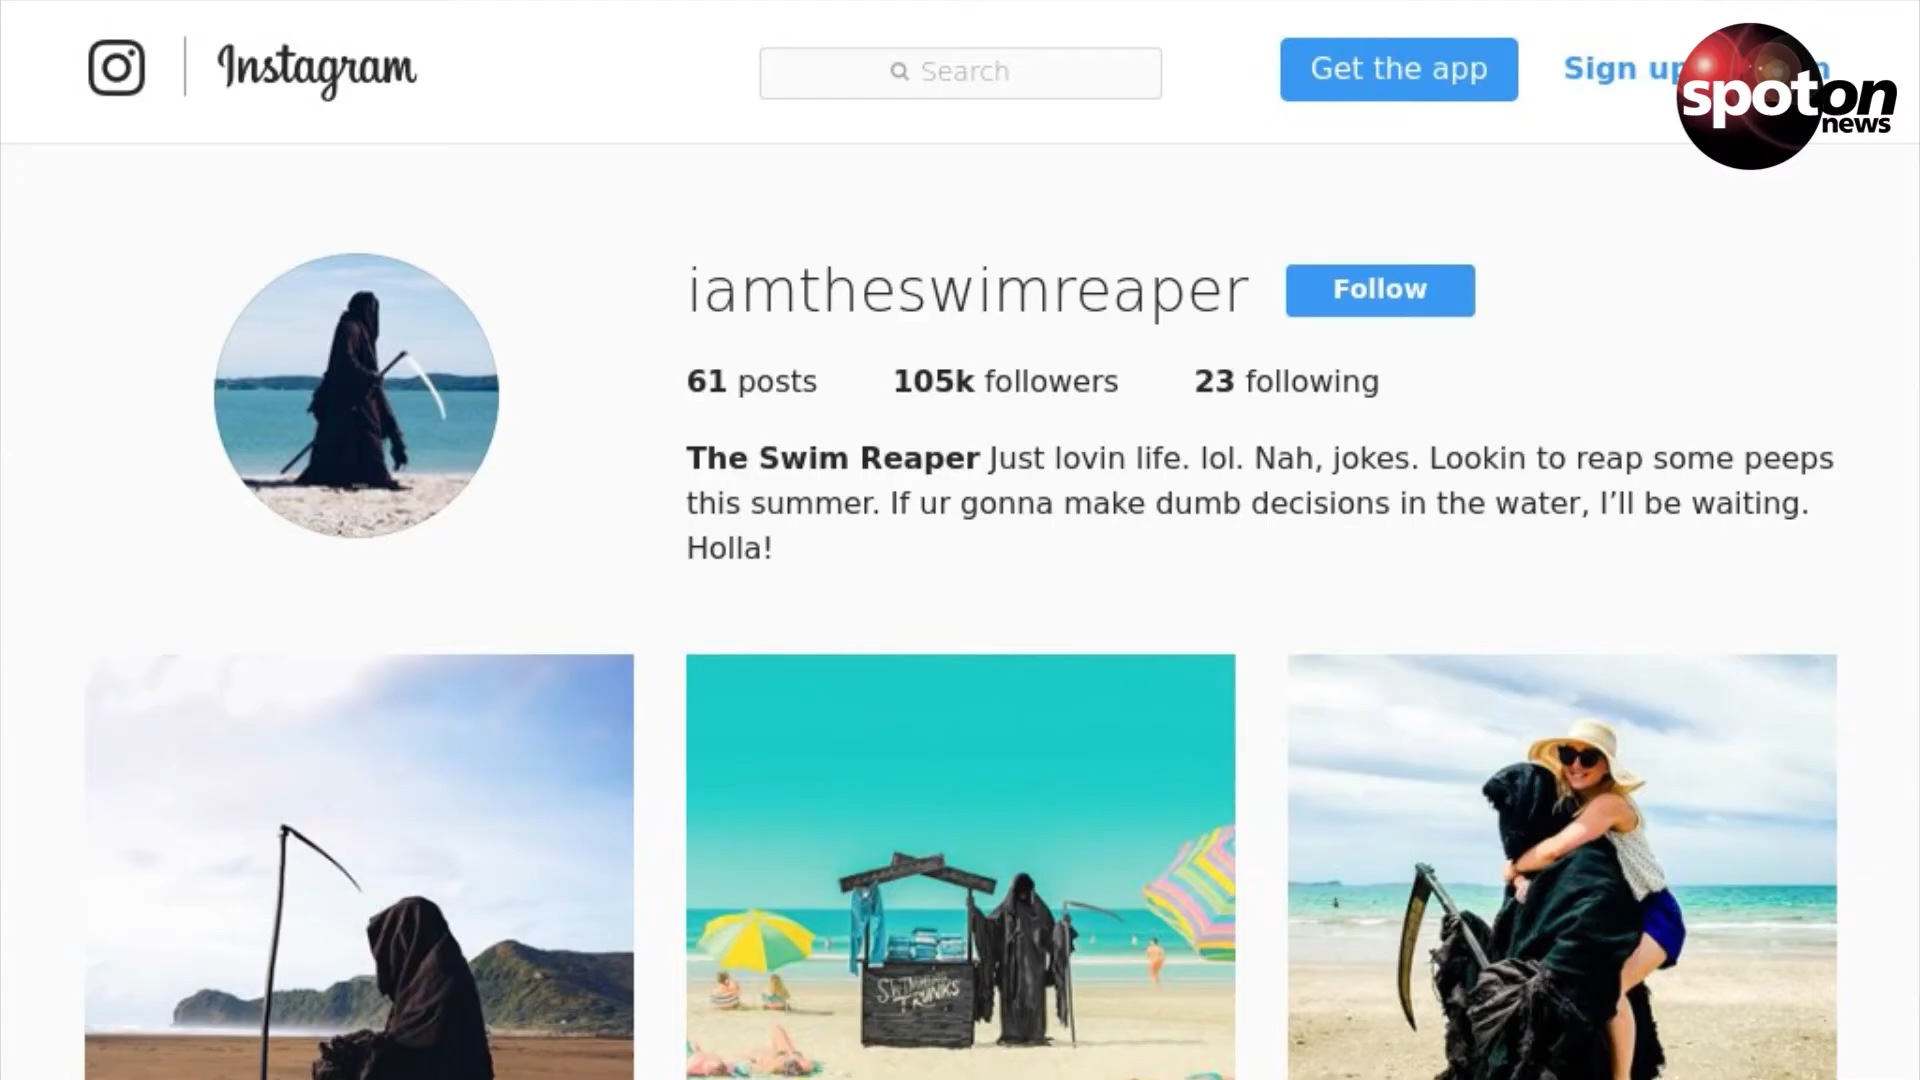 Instagram
Search
Get the app
Sign up
spoton
news
iamtheswimreaper
Follow
61 posts
105k followers
23 following
The Swim Reaper Just lovin life. lol. Nah, jokes. Lookin to reap some peeps
this summer. If ur gonna make dumb decisions in the water, I’ll be waiting.
Holla!
SWIMMING
TRUNKS